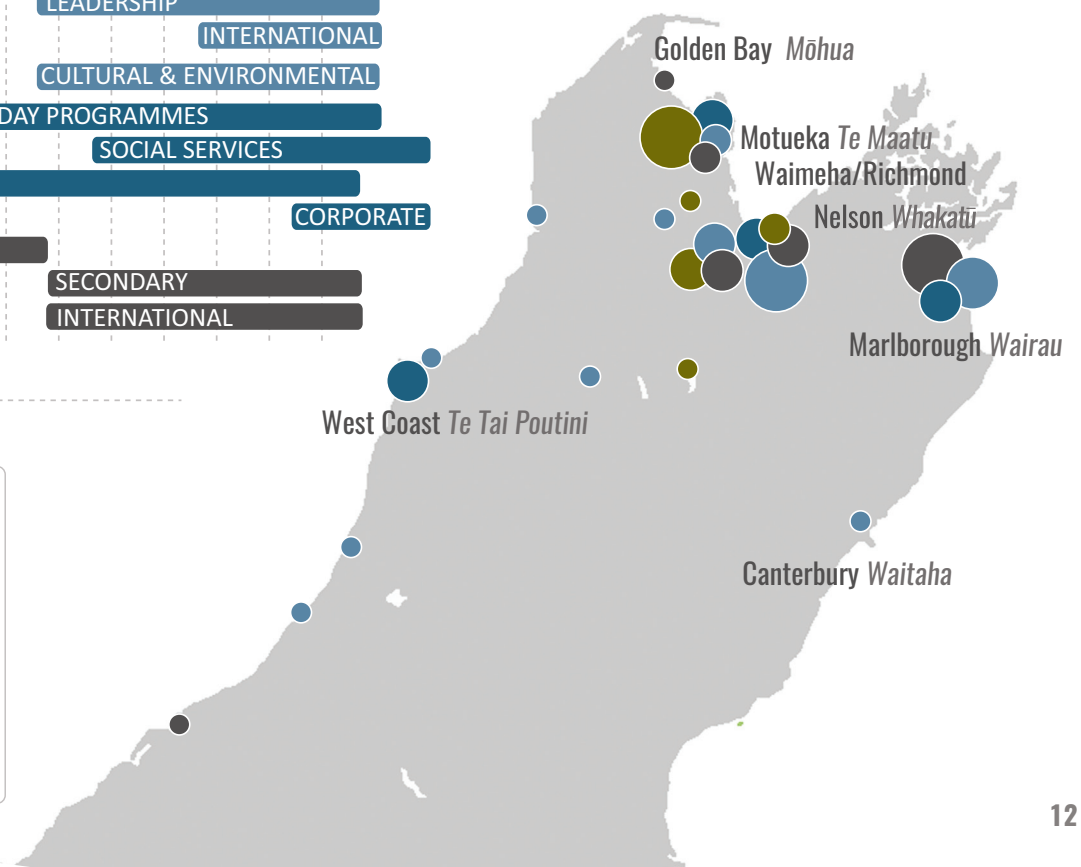 LEADERSHIP
INTERNATIONAL
CULTURAL & ENVIRONMENTAL
DAY PROGRAMMES
SOCIAL SERVICES
CORPORATE
SECONDARY
INTERNATIONAL
Golden Bay Mōhua
Motueka Te Maatu
Waimeha/Richmond
Nelson Whakatū
Marlborough Wairau
West Coast Te Tai Poutini
Canterbury Waitaha
12